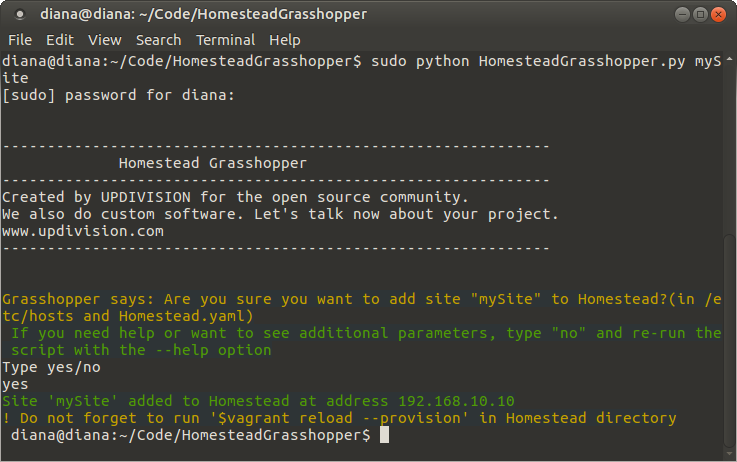 diana@diana: ~/Code/HomesteadGrasshopper
File Edit View Search Terminal Help
diana@diana:~/Code/HomesteadGrasshopper$ sudo python HomesteadGrasshopper.py myS
ite
[sudo] password for diana:
-------------------------------------------------------------
Homestead Grasshopper
-------------------------------------------------------------
Created by UPDIVISION for the open source community.
We also do custom software. Let's talk now about your project.
www.updivision.com
-------------------------------------------------------------
Grasshopper says: Are you sure you want to add site "mySite" to Homestead?(in /e
tc/hosts and Homestead.yaml)
If you need help or want to see additional parameters, type "no" and re-run the
script with the --help option
Type yes/no
yes
Site 'mySite' added to Homestead at address 192.168.10.10
! Do not forget to run '$vagrant reload --provision' in Homestead directory
diana@diana:~/Code/HomesteadGrasshopper$